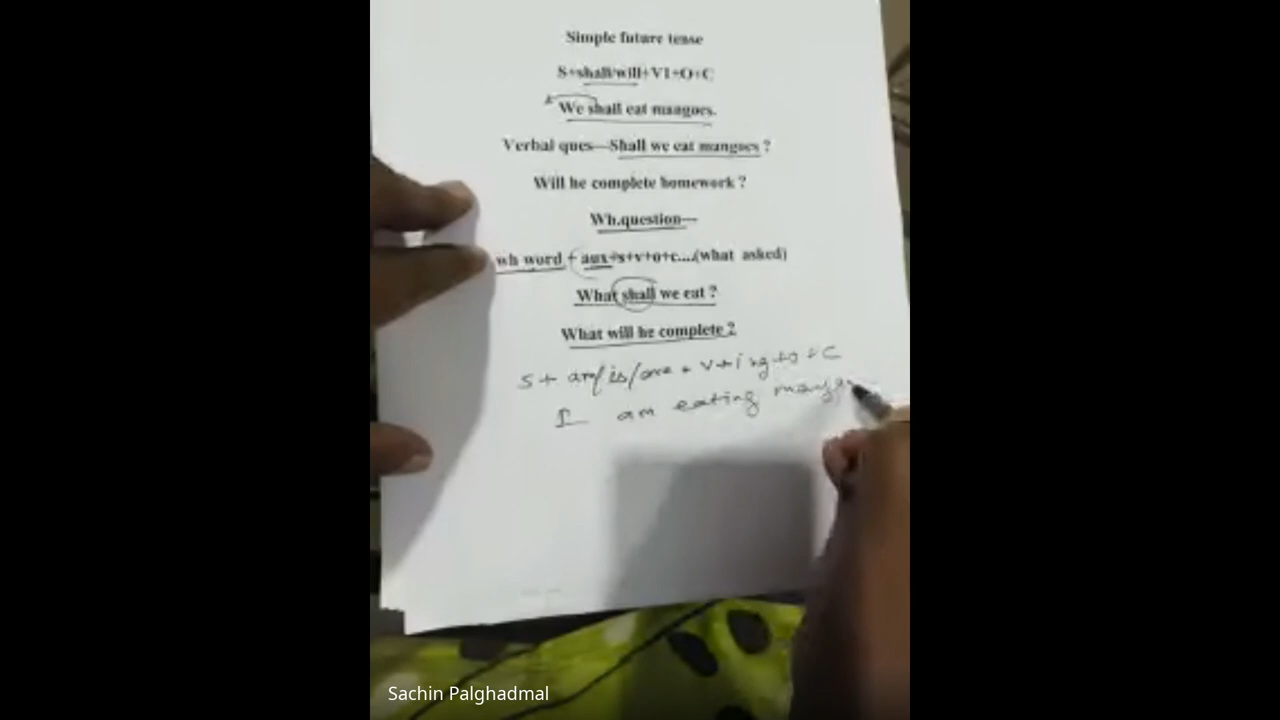 Simple future tense
S+shall/will+V1+O+C
We shall eat mangoes.
Verbal ques—Shall we eat mangoes ?
Will he complete homework ?
Wh.question—
wh word + aux+s+v+o+c....(what asked)
What shall we eat ?
What will he complete ?
S + am/is/are + V+ing+o+C
I am eating
Sachin Palghadmal